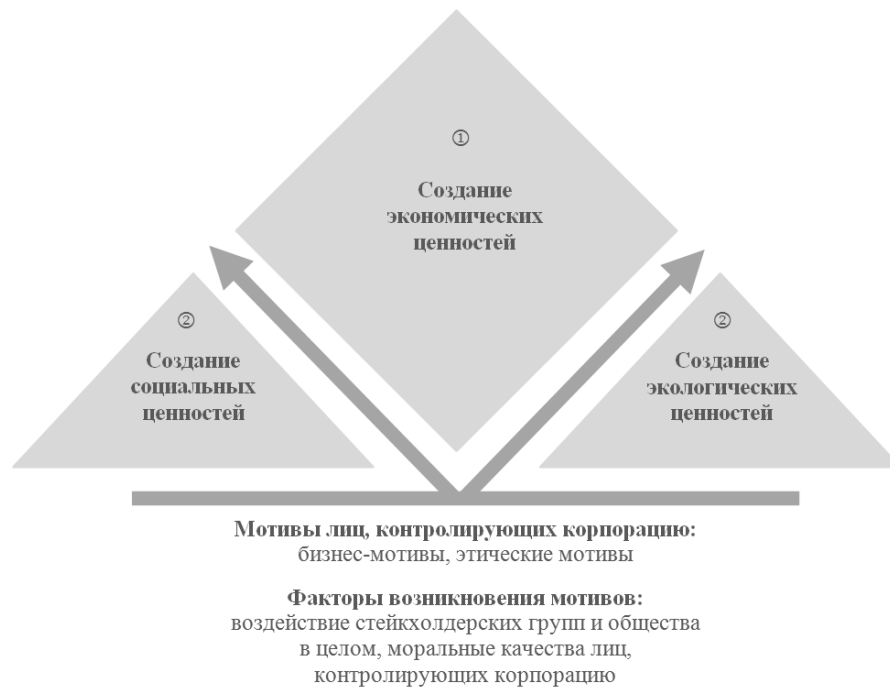 ①
Создание
экономических
ценностей
②
Создание
социальных
ценностей
②
Создание
экологических
ценностей
Мотивы лиц, контролирующих корпорацию:
бизнес-мотивы, этические мотивы
Факторы возникновения мотивов:
воздействие стейкхолдерских групп и общества
в целом, моральные качества лиц,
контролирующих корпорацию